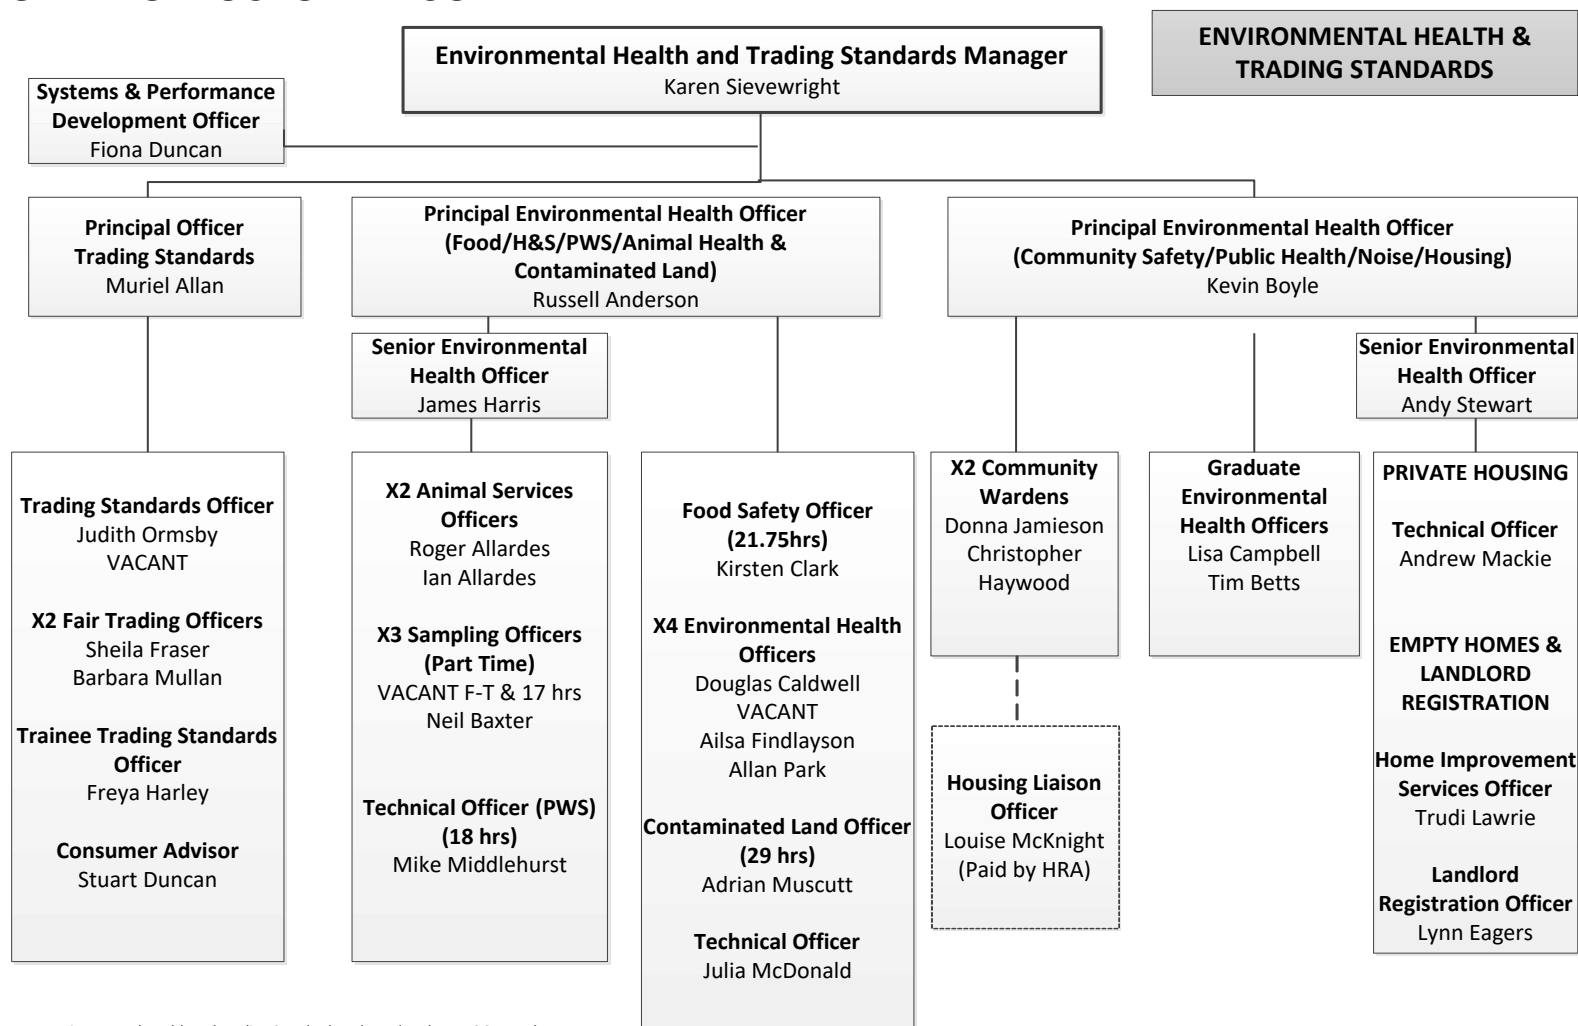 Environmental Health and Trading Standards Manager
Karen Sievewright
ENVIRONMENTAL HEALTH &
TRADING STANDARDS
Systems & Performance
Development Officer
Fiona Duncan
Principal Officer
Trading Standards
Muriel Allan
Principal Environmental Health Officer
(Food/H&S/PWS/Animal Health &
Contaminated Land)
Russell Anderson
Principal Environmental Health Officer
(Community Safety/Public Health/Noise/Housing)
Kevin Boyle
Senior Environmental
Health Officer
James Harris
Senior Environmental
Health Officer
Andy Stewart
Trading Standards Officer
Judith Ormsby
VACANT
X2 Fair Trading Officers
Sheila Fraser
Barbara Mullan
Trainee Trading Standards
Officer
Freya Harley
Consumer Advisor
Stuart Duncan
X2 Animal Services
Officers
Roger Allardes
Ian Allardes
X3 Sampling Officers
(Part Time)
VACANT F-T & 17 hrs
Neil Baxter
Technical Officer (PWS)
(18 hrs)
Mike Middlehurst
Food Safety Officer
(21.75hrs)
Kirsten Clark
X4 Environmental Health
Officers
Douglas Caldwell
VACANT
Ailsa Findlayson
Allan Park
Contaminated Land Officer
(29 hrs)
Adrian Muscutt
Technical Officer
Julia McDonald
X2 Community
Wardens
Donna Jamieson
Christopher
Haywood
Housing Liaison
Officer
Louise McKnight
(Paid by HRA)
Graduate
Environmental
Health Officers
Lisa Campbell
Tim Betts
PRIVATE HOUSING
Technical Officer
Andrew Mackie
EMPTY HOMES &
LANDLORD
REGISTRATION
Home Improvement
Services Officer
Trudi Lawrie
Landlord
Registration Officer
Lynn Eagers